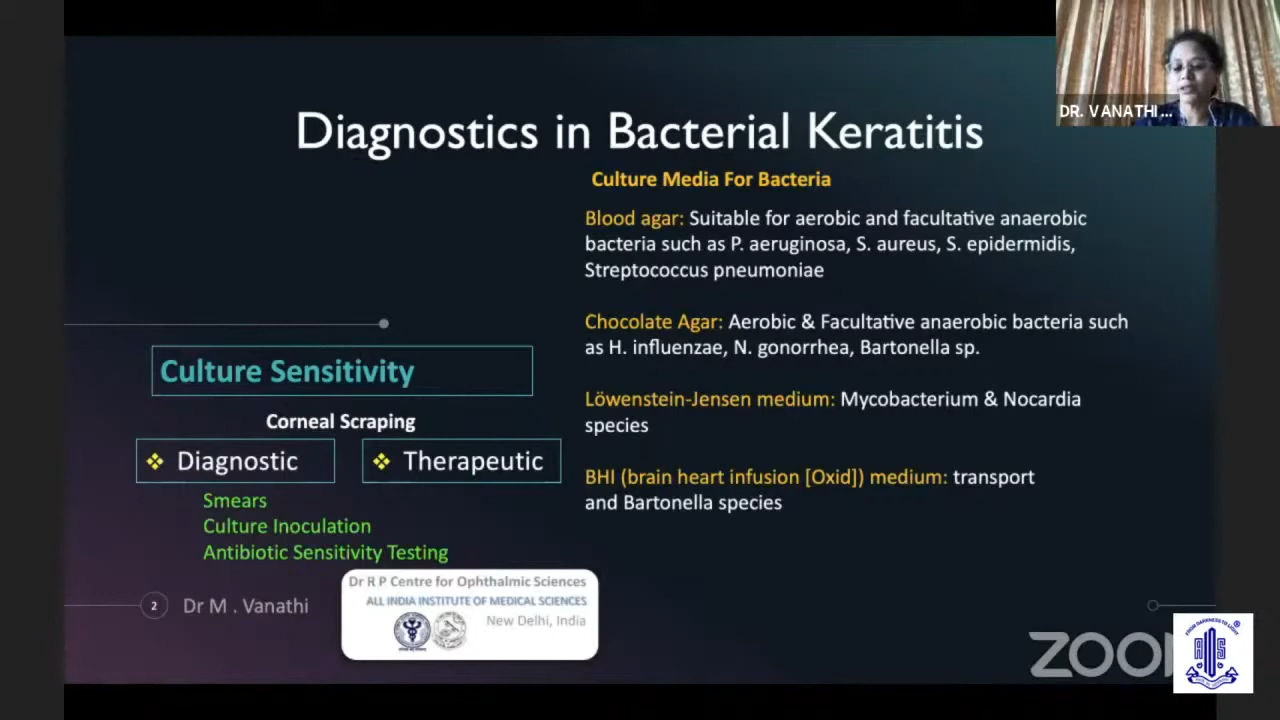 DR. VANATHI ...
Diagnostics in Bacterial Keratitis
Culture Media For Bacteria
Blood agar: Suitable for aerobic and facultative anaerobic
bacteria such as P. aeruginosa, S. aureus, S. epidermidis,
Streptococcus pneumoniae
Chocolate Agar: Aerobic & Facultative anaerobic bacteria such
as H. influenzae, N. gonorrhea, Bartonella sp.
Löwenstein-Jensen medium: Mycobacterium & Nocardia
species
BHI (brain heart infusion [Oxid]) medium: transport
and Bartonella species
Culture Sensitivity
Corneal Scraping
❖ Diagnostic
❖ Therapeutic
Smears
Culture Inoculation
Antibiotic Sensitivity Testing
2 Dr M . Vanathi
Dr R P Centre for Ophthalmic Sciences
ALL INDIA INSTITUTE OF MEDICAL SCIENCES
New Delhi, India
ZOO
FROM DARKNESS TO LIGHT